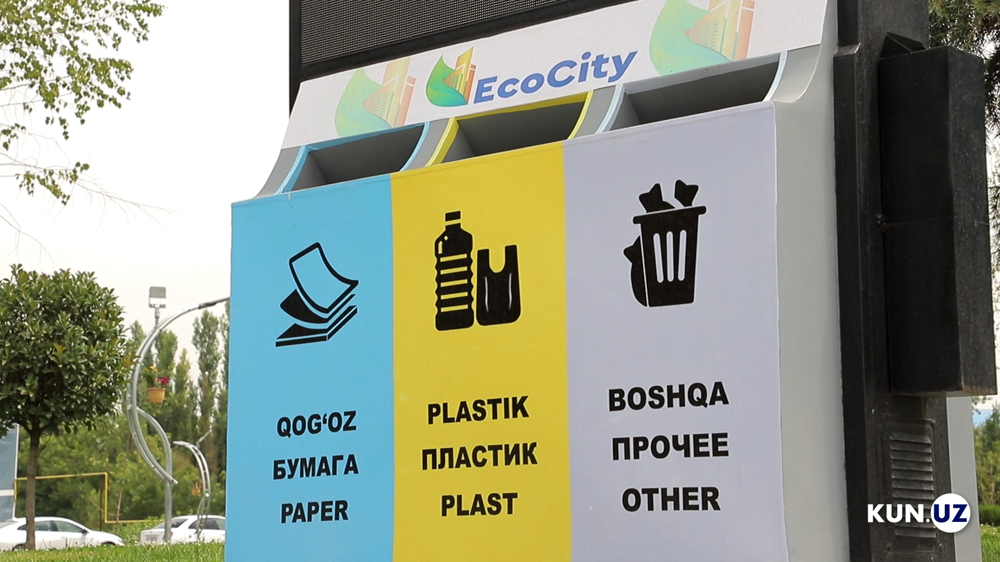 EcoCity
QOG‘OZ
БУМАГА
PAPER
PLASTIK
ПЛАСТИК
PLAST
BOSHQA
ПРОЧЕЕ
OTHER
KUN.UZ